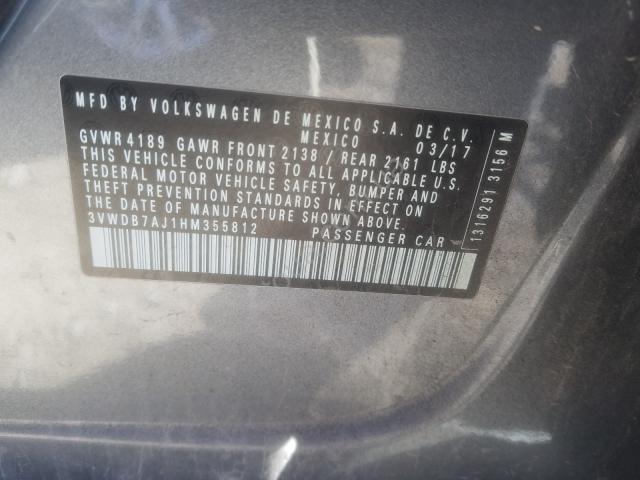 MFD BY VOLKSWAGEN DE MEXICO S.A. DE C.V.
MEXICO 03/17
GVWR 4189 GAWR FRONT 2138 / REAR 2161 LBS
THIS VEHICLE CONFORMS TO ALL APPLICABLE U.S.
FEDERAL MOTOR VEHICLE SAFETY, BUMPER AND
THEFT PREVENTION STANDARDS IN EFFECT ON
THE DATE OF MANUFACTURE SHOWN ABOVE.
3VWDB7AJ1HM355812 PASSENGER CAR
1316291 3156 M